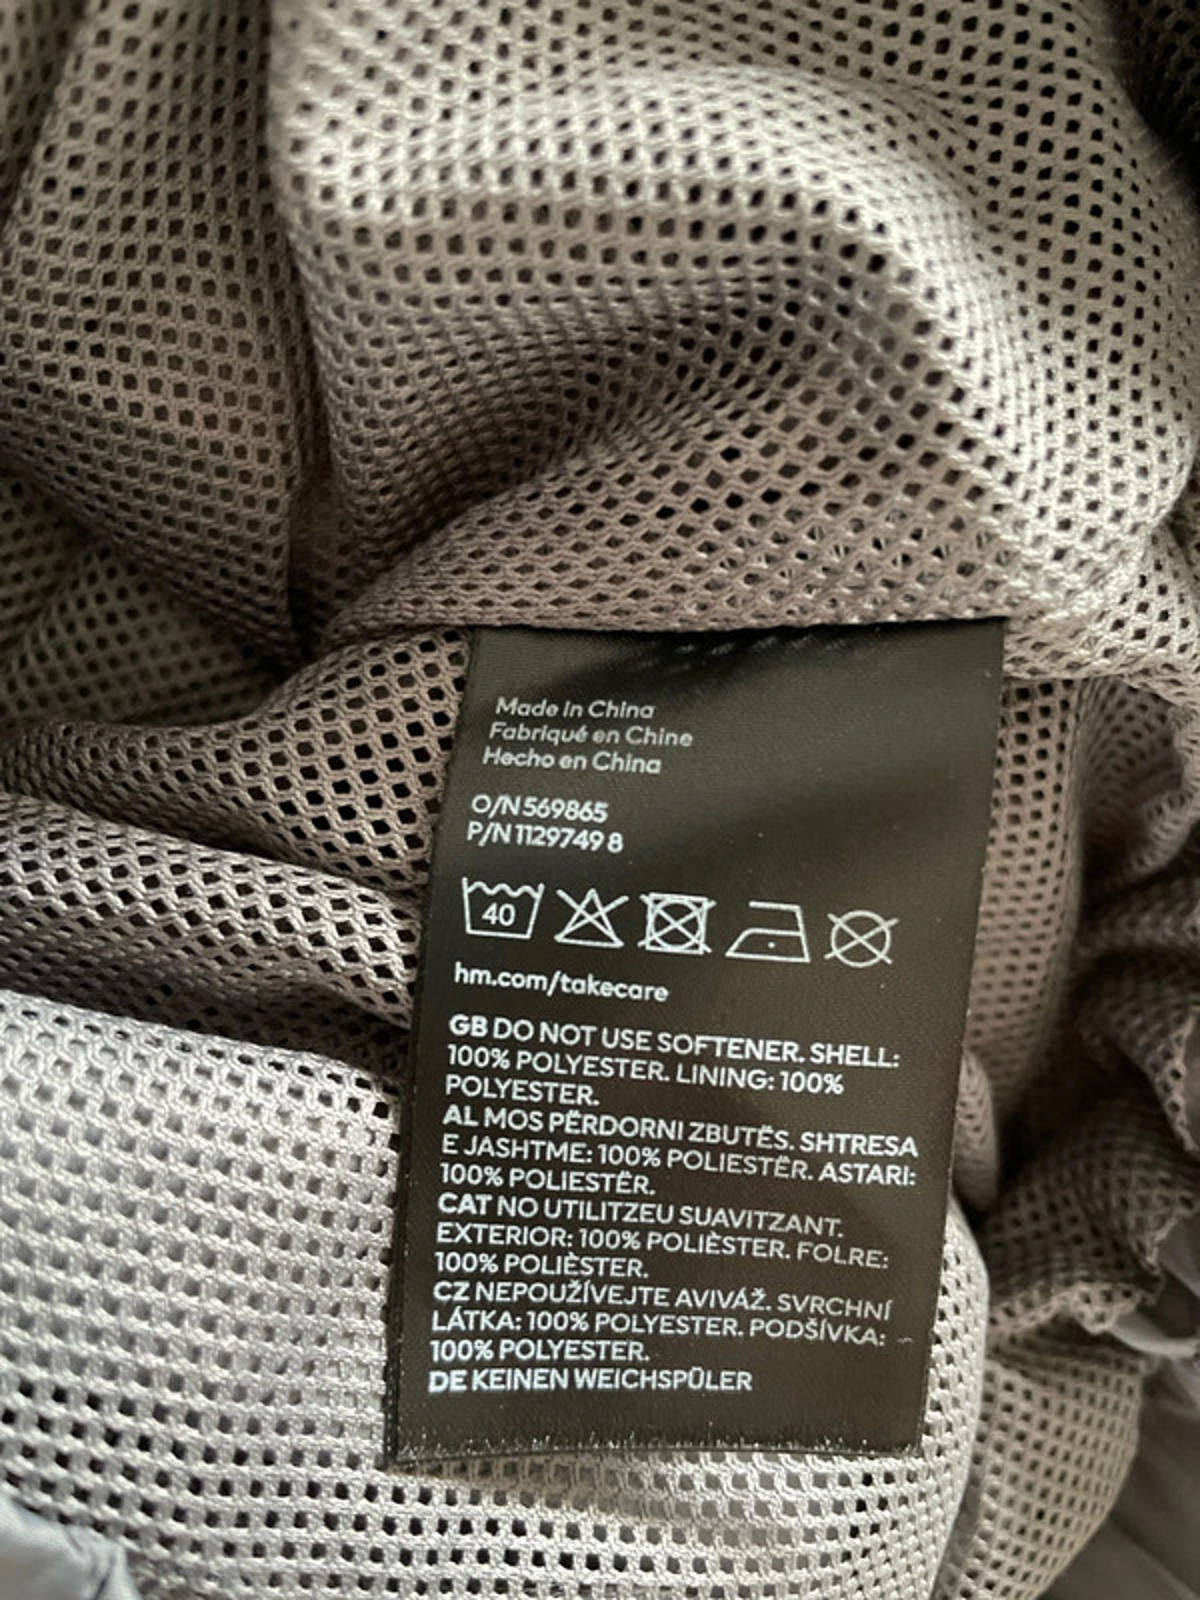 Made in China
Fabriqué en Chine
Hecho en China
O/N 569865
P/N 1129749 8
40
hm.com/takecare
GB DO NOT USE SOFTENER. SHELL:
100% POLYESTER. LINING: 100%
POLYESTER.
AL MOS PËRDORNI ZBUTËS. SHTRESA
E JASHTME: 100% POLIESTËR. ASTARI:
100% POLIESTËR.
CAT NO UTILITZEU SUAVITZANT.
EXTERIOR: 100% POLIÈSTER. FOLRE:
100% POLIÈSTER.
CZ NEPOUŽÍVEJTE AVIVÁŽ. SVRCHNÍ
LÁTKA: 100% POLYESTER. PODŠÍVKA:
100% POLYESTER.
DE KEINEN WEICHSPÜLER